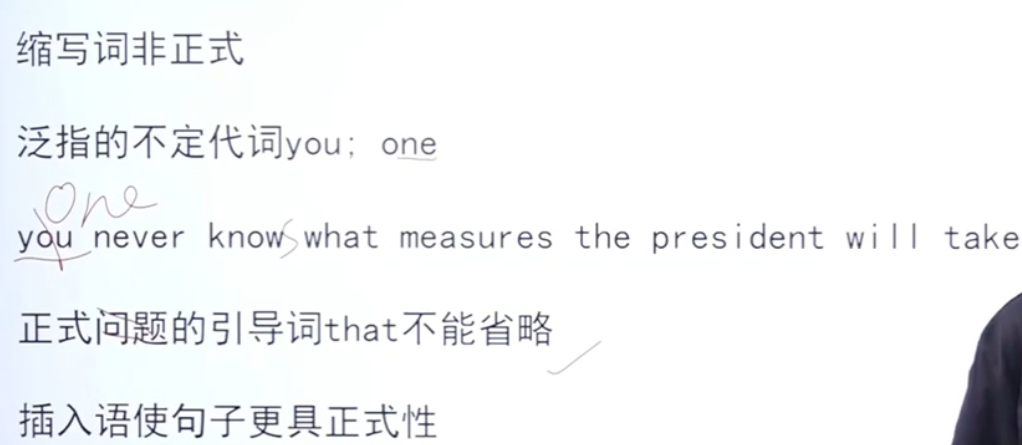 缩写词非正式
泛指的不定代词you; one
One
you never knows what measures the president will take
正式问题的引导词that不能省略
插入语使句子更具正式性